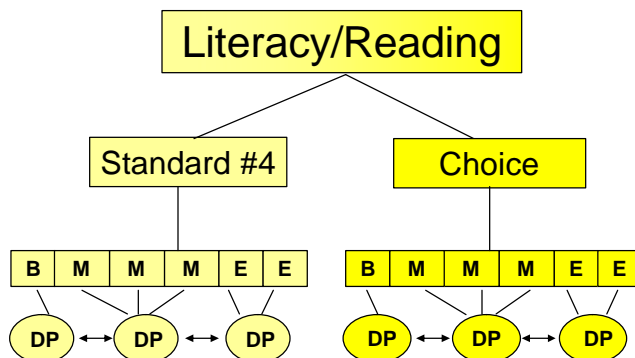 Literacy/Reading
Standard #4
Choice
B M M M E E
B M M M E E
DP DP DP
DP DP DP